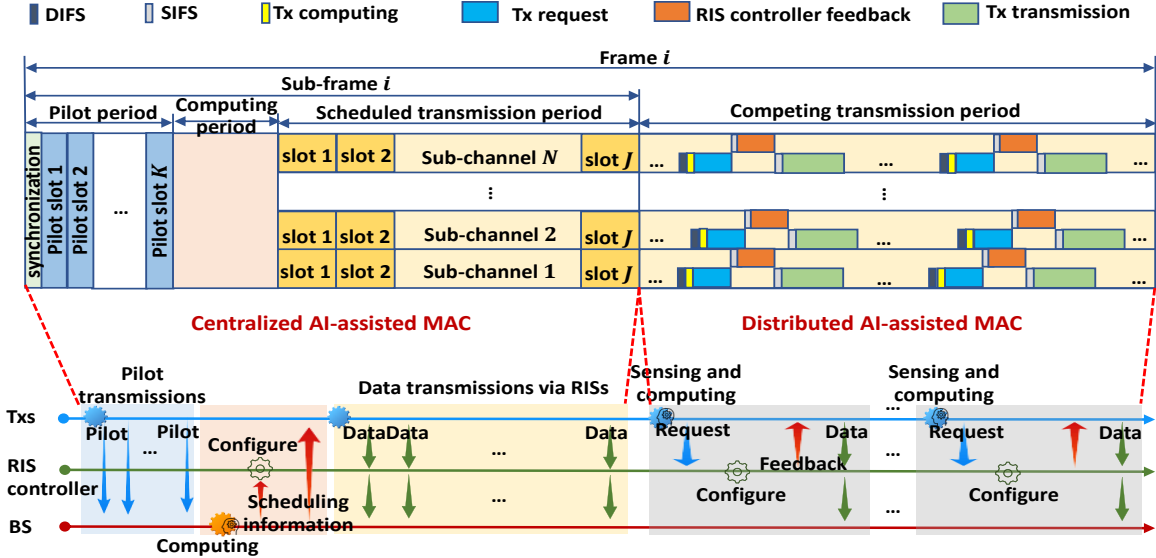 DIFS
SIFS
Tx computing
Tx request
RIS controller feedback
Tx transmission
Frame i
Sub-frame i
Pilot period
Computing
period
Scheduled transmission period
Competing transmission period
synchronization
Pilot slot 1
Pilot slot 2
...
Pilot slot K
slot 1
slot 2
Sub-channel N
slot J
...
...
...
⋮
⋮
slot 1
slot 2
Sub-channel 2
slot J
...
...
...
slot 1
slot 2
Sub-channel 1
slot J
...
...
...
Centralized AI-assisted MAC
Distributed AI-assisted MAC
Pilot
transmissions
Data transmissions via RISs
Sensing and
computing
Sensing and
computing
Txs
...
Pilot
...
Pilot
Configure
Data
Data
...
Data
Request
Data
Request
Data
RIS
controller
Feedback
...
Configure
Configure
Scheduling
information
...
...
BS
Computing